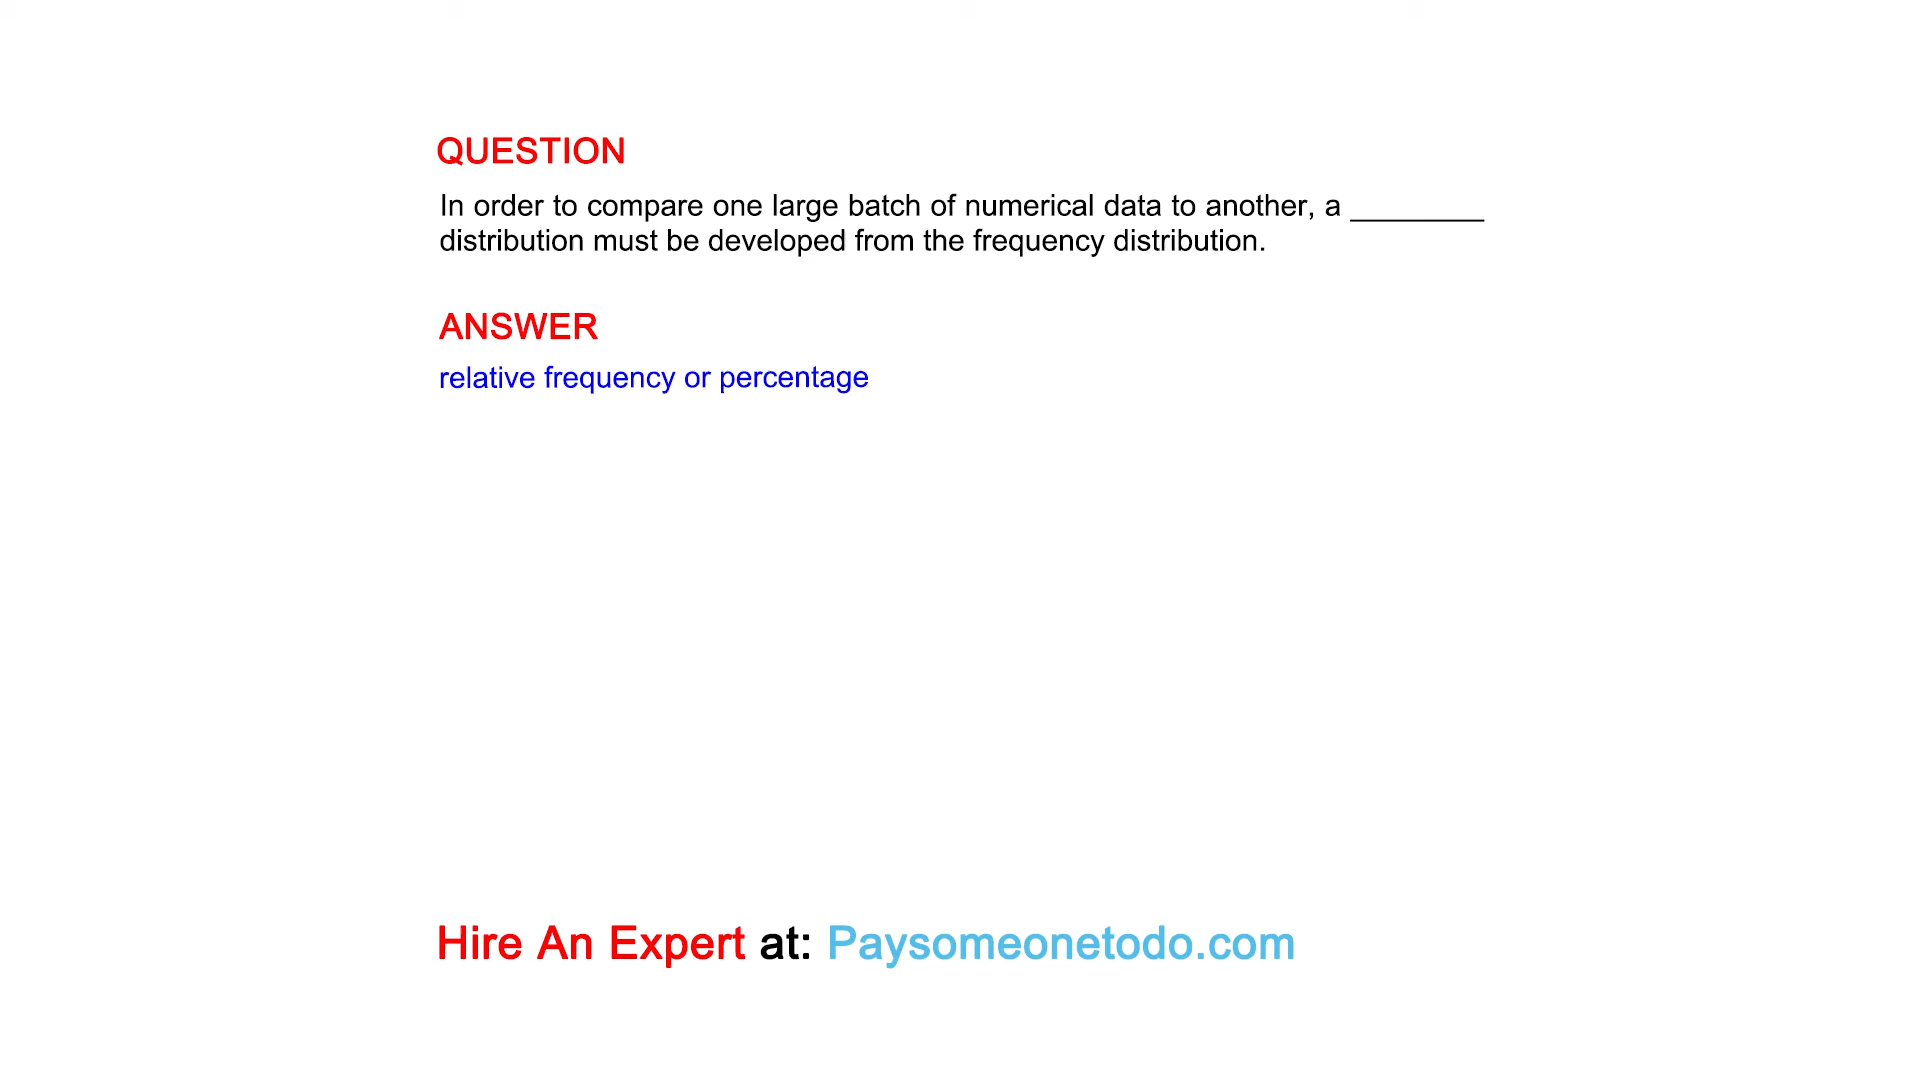 QUESTION
In order to compare one large batch of numerical data to another, a ________
distribution must be developed from the frequency distribution.
ANSWER
relative frequency or percentage
Hire An Expert at: Paysomeonetodo.com